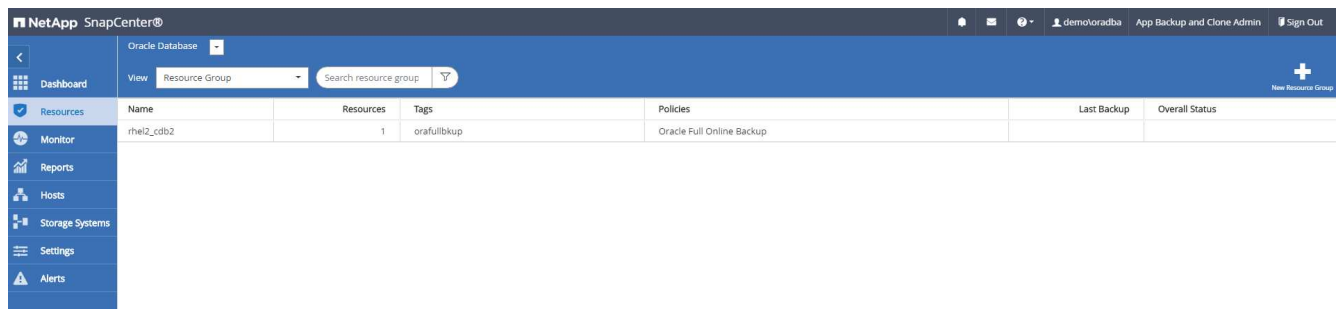 NetApp SnapCenter®
demo\oradba App Backup and Clone Admin Sign Out
Oracle Database
Dashboard
View Resource Group Search resource group
New Resource Group
Resources
Name Resources Tags Policies Last Backup Overall Status
Monitor
rhel2_cdb2 1 orafullbkup Oracle Full Online Backup
Reports
Hosts
Storage Systems
Settings
Alerts